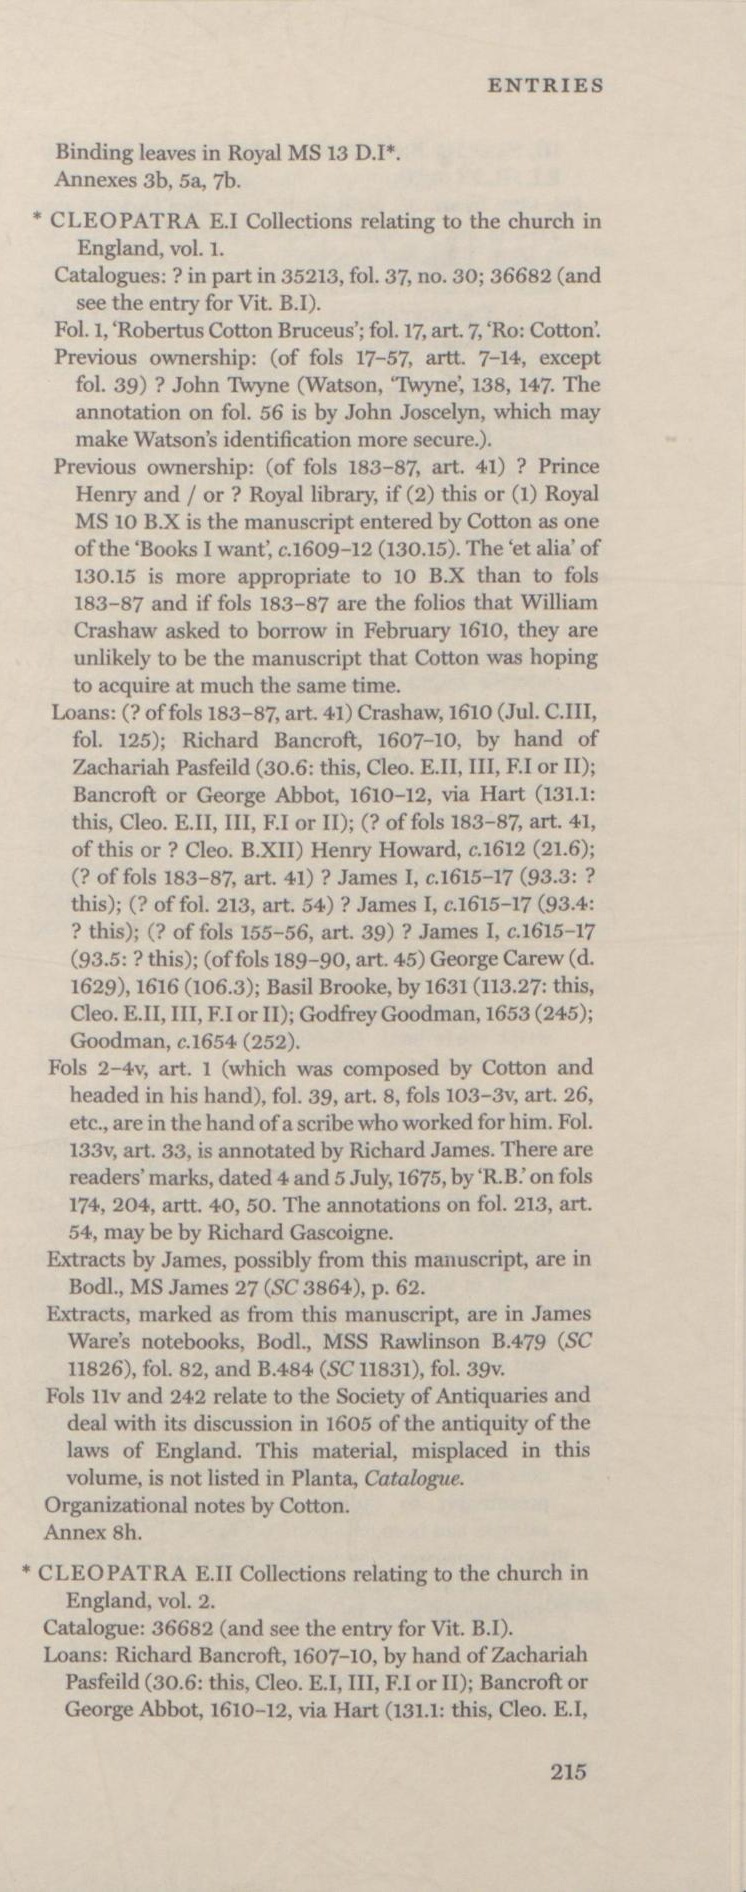 ENTRIES
Binding leaves in Royal MS 13 D.I*.
Annexes 3b, 5a, 7b.
* CLEOPATRA E.I Collections relating to the church in
England, vol. 1.
Catalogues: ? in part in 35213, fol. 37, no. 30; 36682 (and
see the entry for Vit. B.I).
Fol. 1, ‘Robertus Cotton Bruceus’; fol. 17, art. 7, ‘Ro: Cotton’.
Previous ownership: (of fols 17–57, artt. 7–14, except
fol. 39) ? John Twyne (Watson, ‘Twyne’, 138, 147. The
annotation on fol. 56 is by John Joscelyn, which may
make Watson’s identification more secure.).
Previous ownership: (of fols 183–87, art. 41) ? Prince
Henry and / or ? Royal library, if (2) this or (1) Royal
MS 10 B.X is the manuscript entered by Cotton as one
of the ‘Books I want’, c.1609–12 (130.15). The ‘et alia’ of
130.15 is more appropriate to 10 B.X than to fols
183–87 and if fols 183–87 are the folios that William
Crashaw asked to borrow in February 1610, they are
unlikely to be the manuscript that Cotton was hoping
to acquire at much the same time.
Loans: (? of fols 183–87, art. 41) Crashaw, 1610 (Jul. C.III,
fol. 125); Richard Bancroft, 1607–10, by hand of
Zachariah Pasfeild (30.6: this, Cleo. E.II, III, F.I or II);
Bancroft or George Abbot, 1610–12, via Hart (131.1:
this, Cleo. E.II, III, F.I or II); (? of fols 183–87, art. 41,
of this or ? Cleo. B.XII) Henry Howard, c.1612 (21.6);
(? of fols 183–87, art. 41) ? James I, c.1615–17 (93.3: ?
this); (? of fol. 213, art. 54) ? James I, c.1615–17 (93.4:
? this); (? of fols 155–56, art. 39) ? James I, c.1615–17
(93.5: ? this); (of fols 189–90, art. 45) George Carew (d.
1629), 1616 (106.3); Basil Brooke, by 1631 (113.27: this,
Cleo. E.II, III, F.I or II); Godfrey Goodman, 1653 (245);
Goodman, c.1654 (252).
Fols 2–4v, art. 1 (which was composed by Cotton and
headed in his hand), fol. 39, art. 8, fols 103–3v, art. 26,
etc., are in the hand of a scribe who worked for him. Fol.
133v, art. 33, is annotated by Richard James. There are
readers’ marks, dated 4 and 5 July, 1675, by ‘R.B.’ on fols
174, 204, artt. 40, 50. The annotations on fol. 213, art.
54, may be by Richard Gascoigne.
Extracts by James, possibly from this manuscript, are in
Bodl., MS James 27 (SC 3864), p. 62.
Extracts, marked as from this manuscript, are in James
Ware’s notebooks, Bodl., MSS Rawlinson B.479 (SC
11826), fol. 82, and B.484 (SC 11831), fol. 39v.
Fols 11v and 242 relate to the Society of Antiquaries and
deal with its discussion in 1605 of the antiquity of the
laws of England. This material, misplaced in this
volume, is not listed in Planta, Catalogue.
Organizational notes by Cotton.
Annex 8h.
* CLEOPATRA E.II Collections relating to the church in
England, vol. 2.
Catalogue: 36682 (and see the entry for Vit. B.I).
Loans: Richard Bancroft, 1607–10, by hand of Zachariah
Pasfeild (30.6: this, Cleo. E.I, III, F.I or II); Bancroft or
George Abbot, 1610–12, via Hart (131.1: this, Cleo. E.I,
215